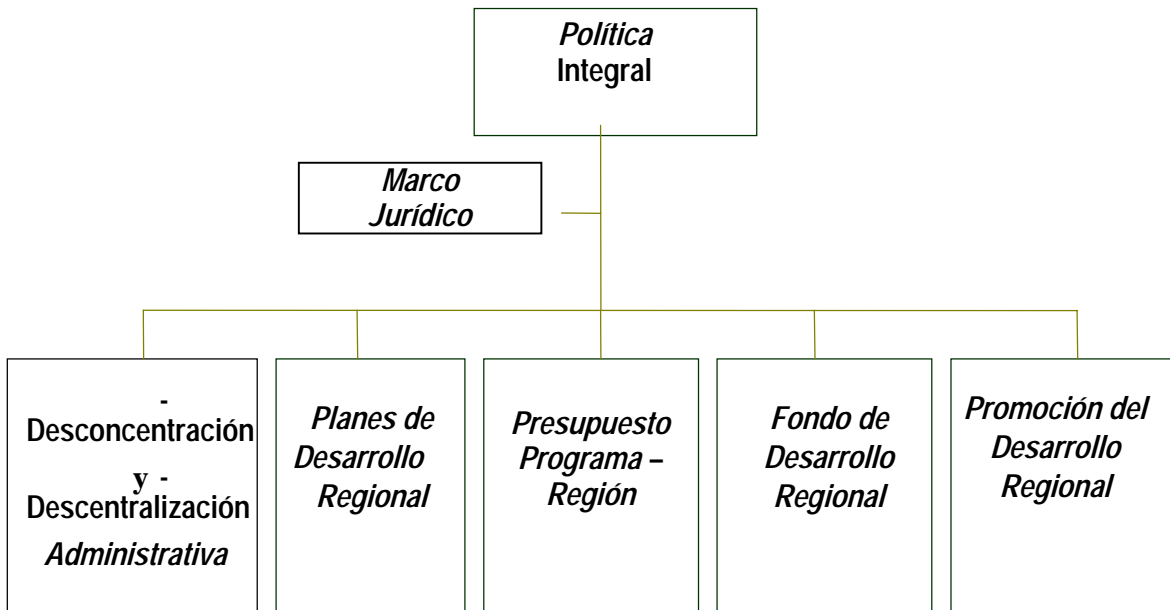 Política
Integral
Marco
Jurídico
-
Desconcentración
y -
Descentralización
Administrativa
Planes de
Desarrollo
Regional
Presupuesto
Programa –
Región
Fondo de
Desarrollo
Regional
Promoción del
Desarrollo
Regional